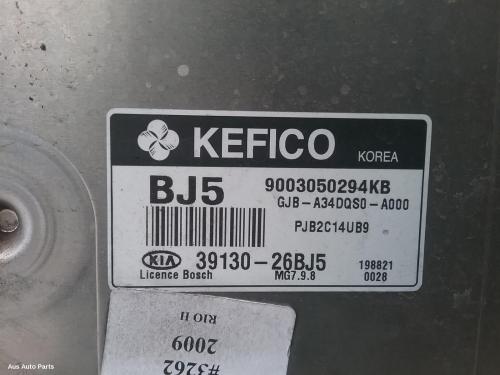 KEFICO KOREA
BJ5 9003050294KB
GJB-A34DQS0-A000
PJB2C14UB9
KIA 39130-26BJ5 198821
Licence Bosch MG7.9.8 0028
#3262
2009
RIO II
Aus Auto Parts